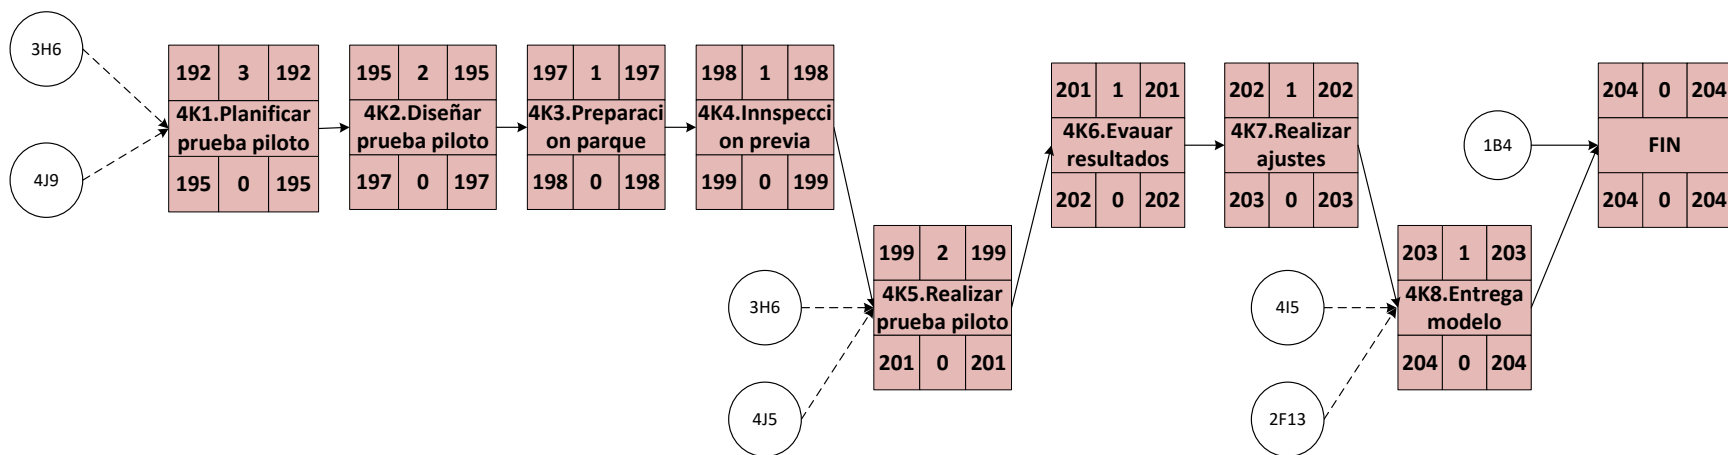 3H6
4J9
192 3 192
4K1.Planificar
prueba piloto
195 0 195
195 2 195
4K2.Diseñar
prueba piloto
197 0 197
197 1 197
4K3.Preparaci
on parque
198 0 198
198 1 198
4K4.Innspecci
on previa
199 0 199
3H6
4J5
199 2 199
4K5.Realizar
prueba piloto
201 0 201
201 1 201
4K6.Evauar
resultados
202 0 202
202 1 202
4K7.Realizar
ajustes
203 0 203
4I5
2F13
203 1 203
4K8.Entrega
modelo
204 0 204
1B4
204 0 204
FIN
204 0 204